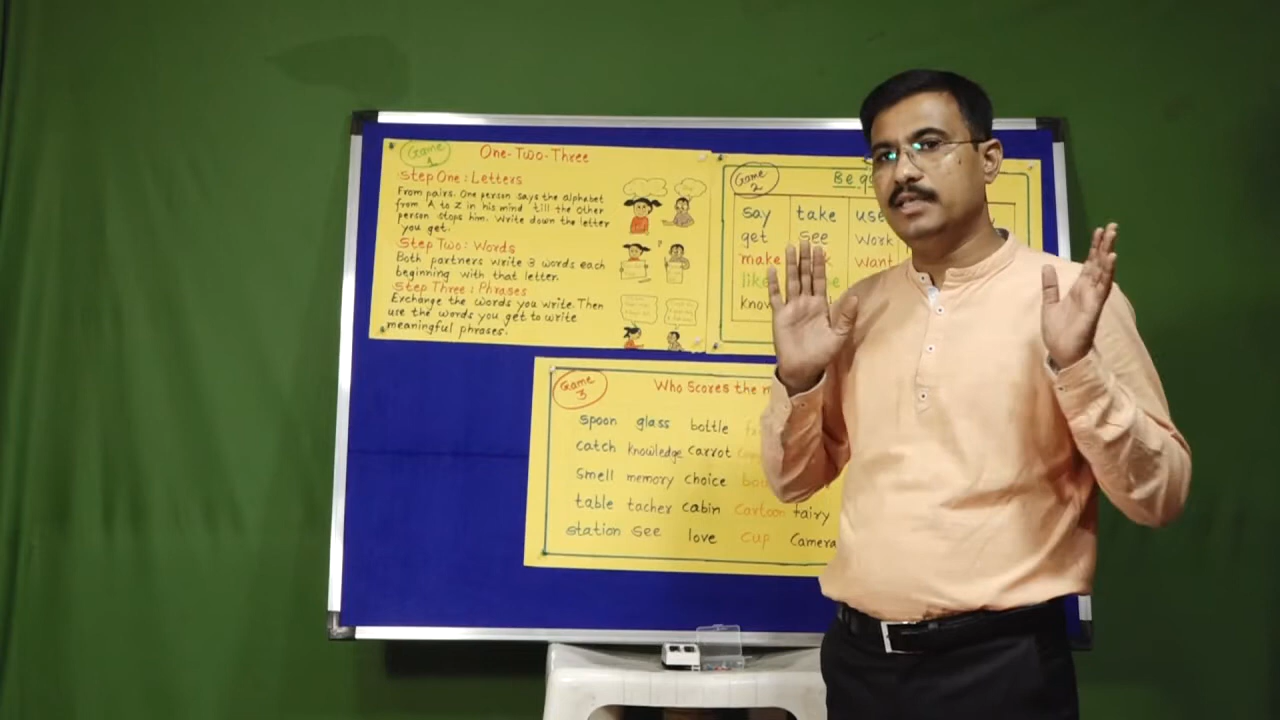 Game 1
One-Two-Three
Step One: Letters
From pairs. One person says the alphabet
from A to Z in his mind till the other
person stops him. Write down the letter
you get.
Step Two: Words
Both partners write 3 words each
beginning with that letter.
Step Three: Phrases
Exchange the words you write. Then
use the words you get to write
meaningful phrases.
Game 2
Be
say take use
get see work
make want
know
Game 3
Who Scores the
spoon glass bottle
catch knowledge carrot
smell memory choice
table tacher cabin cartoon fairy
station see love cup Camera